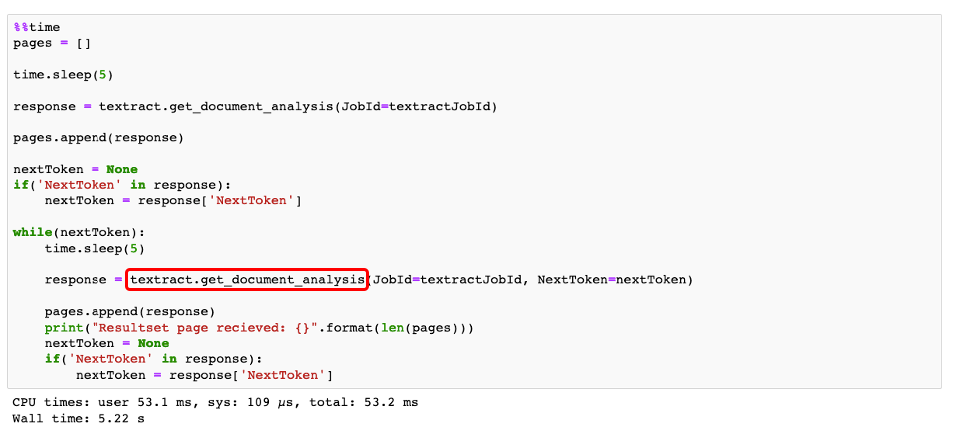 %%time
pages = []
time.sleep(5)
response = textract.get_document_analysis(JobId=textractJobId)
pages.append(response)
nextToken = None
if('NextToken' in response):
    nextToken = response['NextToken']
while(nextToken):
    time.sleep(5)
    response = textract.get_document_analysis(JobId=textractJobId, NextToken=nextToken)
    pages.append(response)
    print("Resultset page recieved: {}".format(len(pages)))
    nextToken = None
    if('NextToken' in response):
        nextToken = response['NextToken']
CPU times: user 53.1 ms, sys: 109 µs, total: 53.2 ms
Wall time: 5.22 s